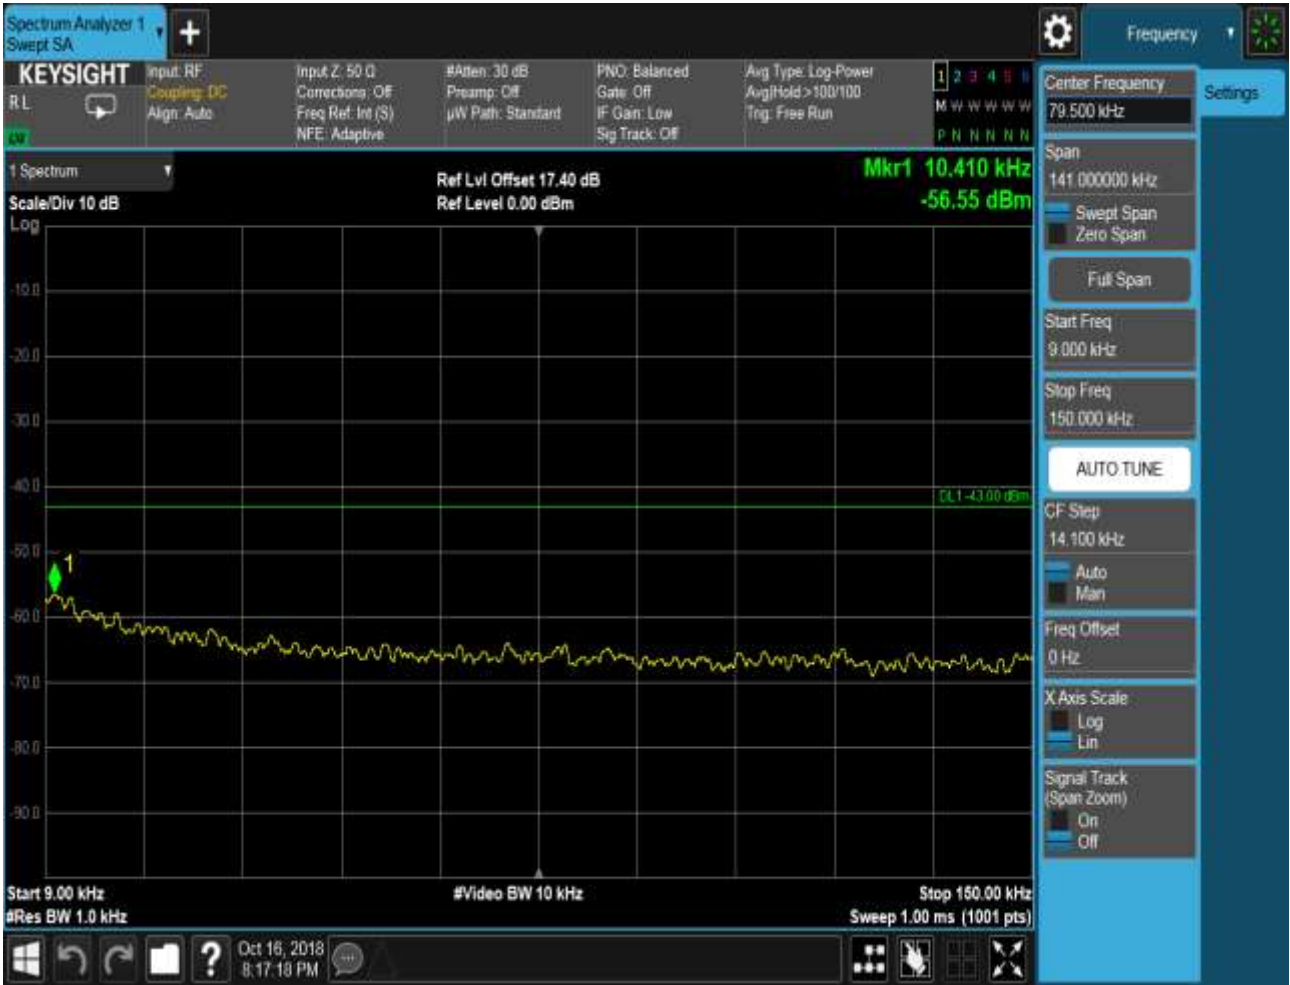 Spectrum Analyzer 1
Swept SA
+
Frequency
KEYSIGHT
RL
Input: RF
Coupling: DC
Align: Auto
Input Z: 50 Ω
Corrections: Off
Freq Ref: Int (S)
NFE: Adaptive
#Atten: 30 dB
Preamp: Off
µW Path: Standard
PNO: Balanced
Gate: Off
IF Gain: Low
Sig Track: Off
Avg Type: Log-Power
Avg|Hold:>100/100
Trig: Free Run
1 2 3 4 5 6
M W W W W W
P N N N N N
Center Frequency
79.500 kHz
Settings
Span
141.000000 kHz
Swept Span
Zero Span
Full Span
Start Freq
9.000 kHz
Stop Freq
150.000 kHz
AUTO TUNE
CF Step
14.100 kHz
Auto
Man
Freq Offset
0 Hz
X Axis Scale
Log
Lin
Signal Track
(Span Zoom)
On
Off
1 Spectrum
Scale/Div 10 dB
Log
Ref Lvl Offset 17.40 dB
Ref Level 0.00 dBm
Mkr1 10.410 kHz
-56.55 dBm
-10.0
-20.0
-30.0
-40.0
DL1 -43.00 dBm
-50.0
1
-60.0
-70.0
-80.0
-90.0
Start 9.00 kHz
#Video BW 10 kHz
Stop 150.00 kHz
#Res BW 1.0 kHz
Sweep 1.00 ms (1001 pts)
?
Oct 16, 2018
8:17:18 PM